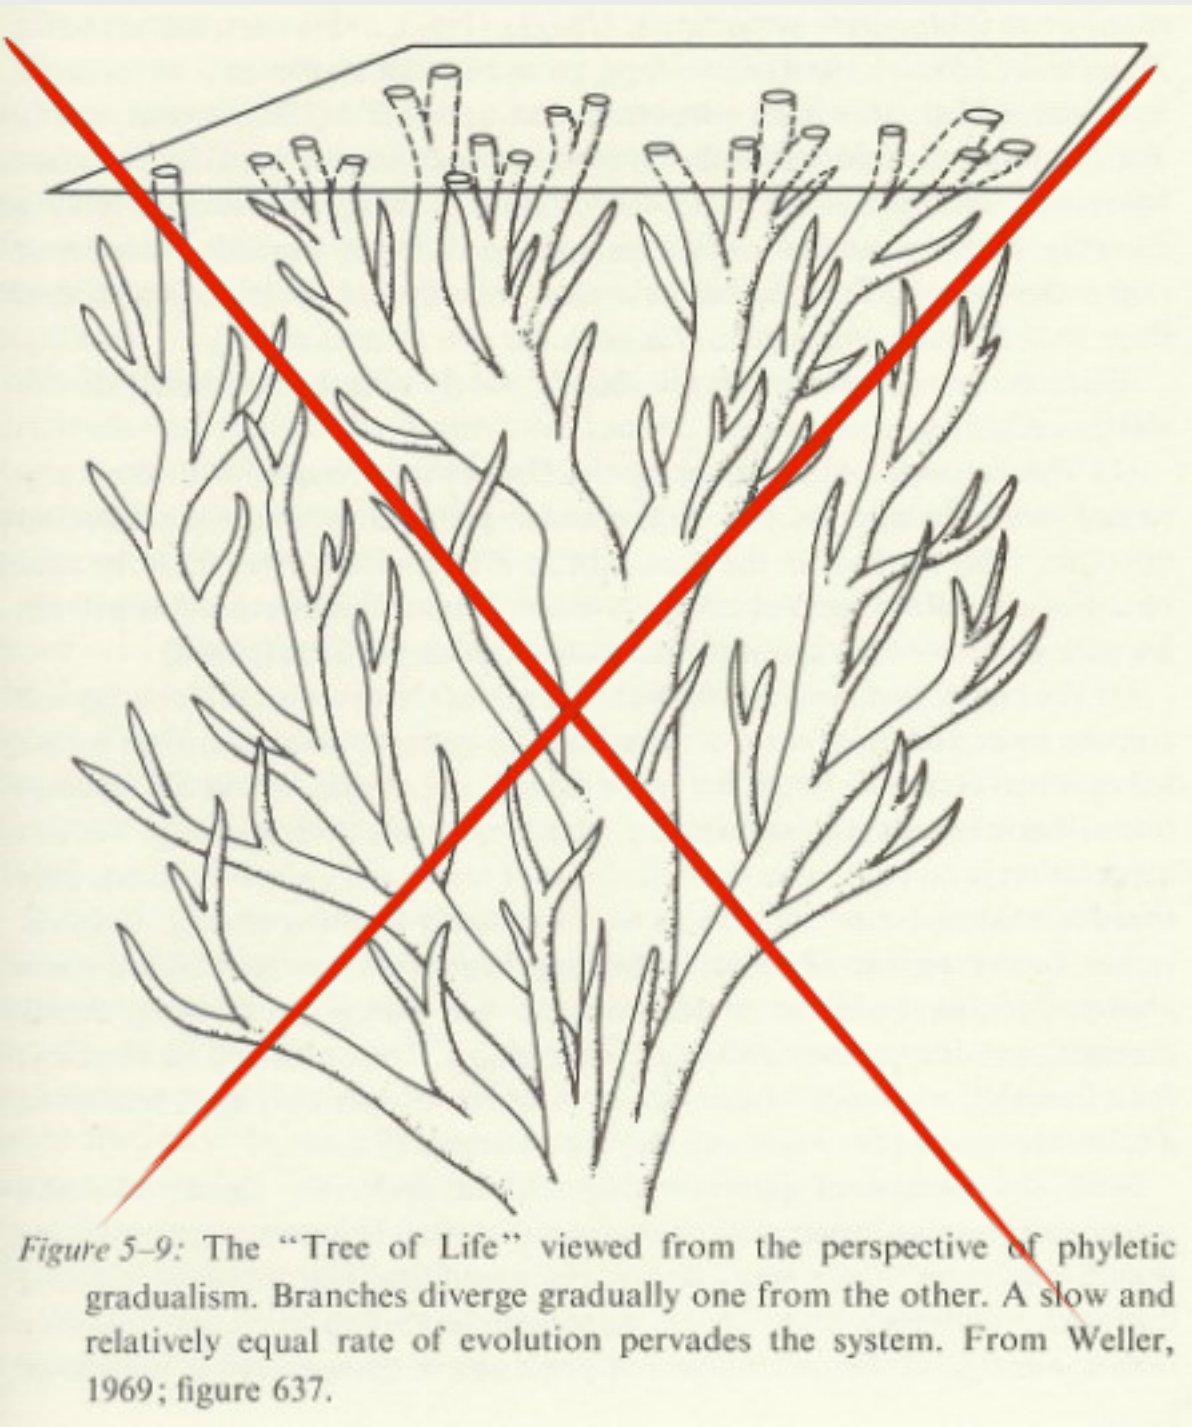 Figure 5–9: The “Tree of Life” viewed from the perspective of phyletic
gradualism. Branches diverge gradually one from the other. A slow and
relatively equal rate of evolution pervades the system. From Weller,
1969; figure 637.